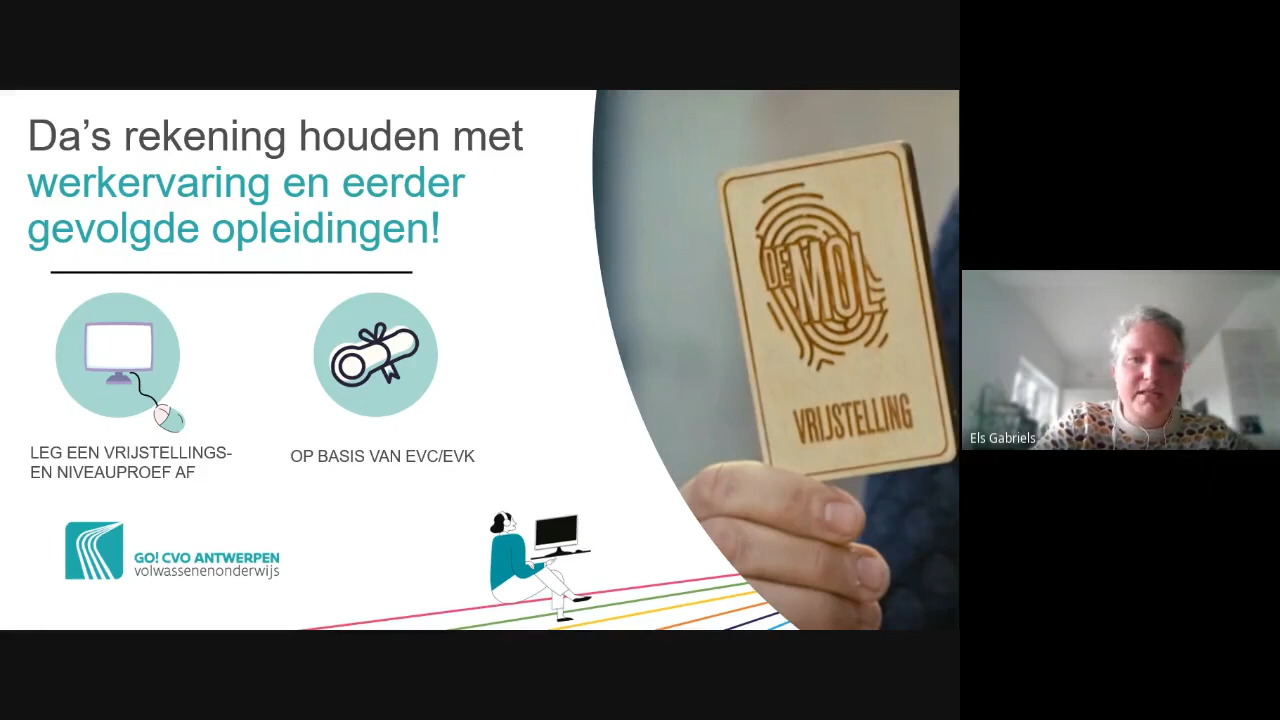 Da's rekening houden met
werkervaring en eerder
gevolgde opleidingen!
LEG EEN VRIJSTELLINGS-
EN NIVEAUPROEF AF
OP BASIS VAN EVC/EVK
GO! CVO ANTWERPEN
volwassenenonderwijs
DE MOL
VRIJSTELLING
Els Gabriels